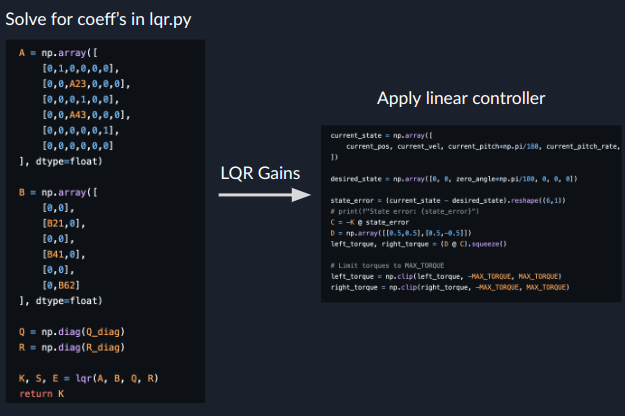 Solve for coeff's in lqr.py
A = np.array([
[0,1,0,0,0,0],
[0,0,A23,0,0,0],
[0,0,0,1,0,0],
[0,0,A43,0,0,0],
[0,0,0,0,0,1],
[0,0,0,0,0,0]
], dtype=float)
B = np.array([
[0,0],
[B21,0],
[0,0],
[B41,0],
[0,0],
[0,B62]
], dtype=float)
Q = np.diag(Q_diag)
R = np.diag(R_diag)
K, S, E = lqr(A, B, Q, R)
return K
LQR Gains
Apply linear controller
current_state = np.array([
current_pos, current_vel, current_pitch*np.pi/180, current_pitch_rate,
])
desired_state = np.array([0, 0, zero_angle*np.pi/180, 0, 0, 0])
state_error = (current_state - desired_state).reshape((6,1))
# print(f"State error: {state_error}")
C = -K @ state_error
D = np.array([[0.5,0.5],[0.5,-0.5]])
left_torque, right_torque = (D @ C).squeeze()
# Limit torques to MAX_TORQUE
left_torque = np.clip(left_torque, -MAX_TORQUE, MAX_TORQUE)
right_torque = np.clip(right_torque, -MAX_TORQUE, MAX_TORQUE)